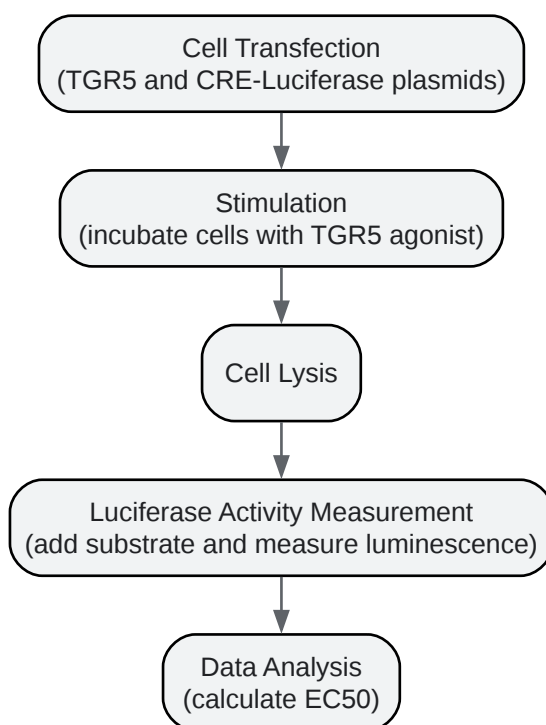 Cell Transfection
(TGR5 and CRE-Luciferase plasmids)
Stimulation
(incubate cells with TGR5 agonist)
Cell Lysis
Luciferase Activity Measurement
(add substrate and measure luminescence)
Data Analysis
(calculate EC50)